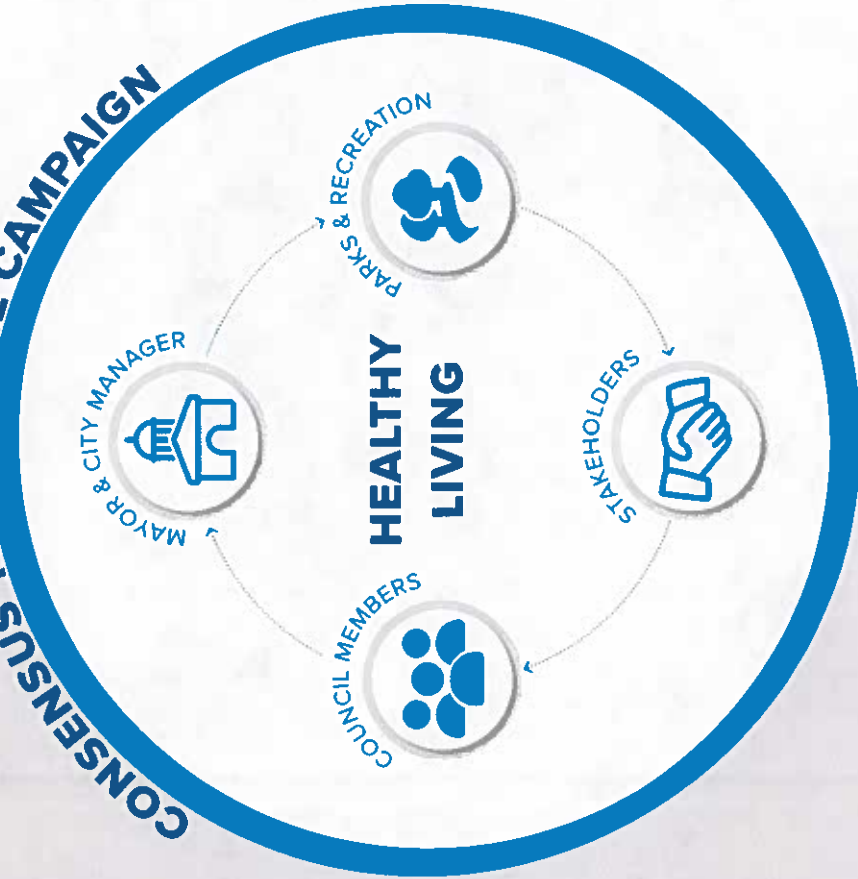 CONSENSUS CAMPAIGN
MAYOR & CITY MANAGER
COUNCIL MEMBERS
HEALTHY
LIVING
PARKS & RECREATION
STAKEHOLDERS